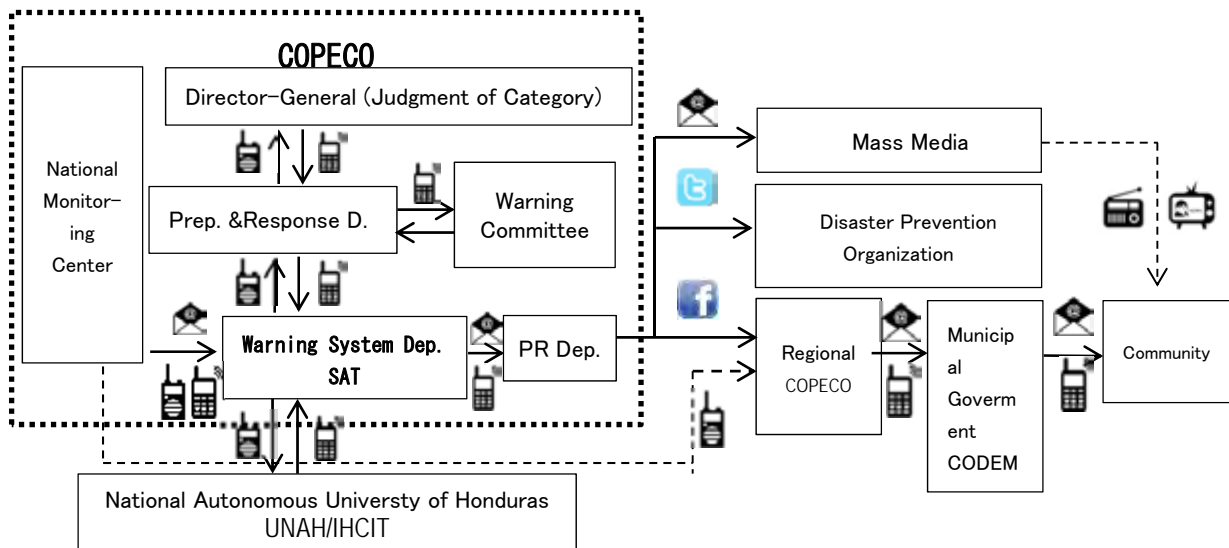 COPECO
Director-General (Judgment of Category)
National
Monitor-
ing
Center
Prep. &Response D.
Warning
Committee
Warning System Dep.
SAT
PR Dep.
Mass Media
Disaster Prevention
Organization
Regional
COPECO
Municip
al
Goverm
ent
CODEM
Community
National Autonomous Universty of Honduras
UNAH/IHCIT